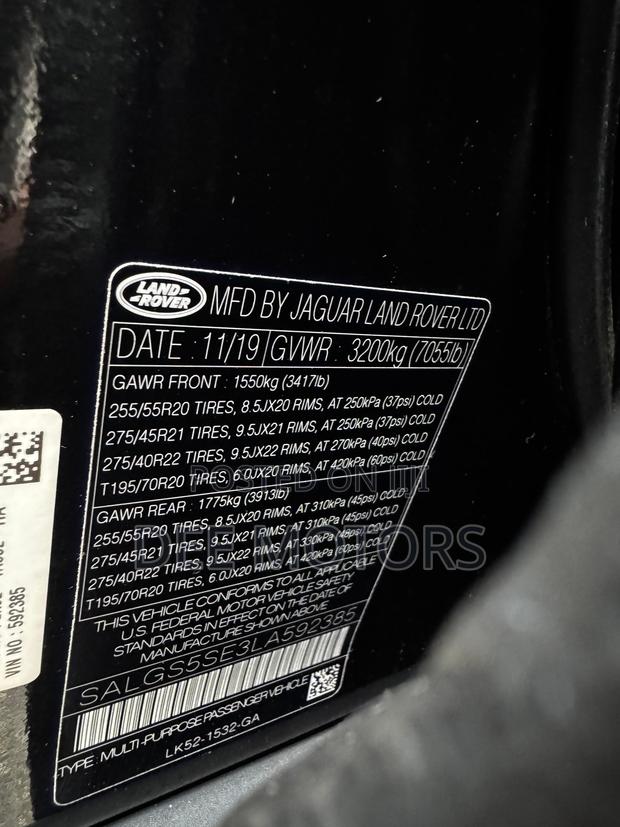 LAND
ROVER
MFD BY JAGUAR LAND ROVER LTD
DATE : 11/19 GVWR : 3200kg (7055lb)
GAWR FRONT : 1550kg (3417lb)
255/55R20 TIRES, 8.5JX20 RIMS, AT 250kPa (37psi) COLD
275/45R21 TIRES, 9.5JX21 RIMS, AT 250kPa (37psi) COLD
275/40R22 TIRES, 9.5JX22 RIMS, AT 270kPa (40psi) COLD
T195/70R20 TIRES, 6.0JX20 RIMS, AT 420kPa (60psi) COLD
GAWR REAR : 1775kg (3913lb)
255/55R20 TIRES, 8.5JX20 RIMS, AT 310kPa (45psi) COLD
275/45R21 TIRES, 9.5JX21 RIMS, AT 310kPa (45psi) COLD
275/40R22 TIRES, 9.5JX22 RIMS, AT 330kPa (48psi) COLD
T195/70R20 TIRES, 6.0JX20 RIMS, AT 420kPa (60psi) COLD
THIS VEHICLE CONFORMS TO ALL APPLICABLE
U.S. FEDERAL MOTOR VEHICLE SAFETY
STANDARDS IN EFFECT ON THE DATE OF
MANUFACTURE SHOWN ABOVE
SALGS5SE3LA592385
TYPE : MULTI-PURPOSE PASSENGER VEHICLE
LK52-1532-GA
VIN NO : 592385
POSTED ON JIJI
DEE MOTORS